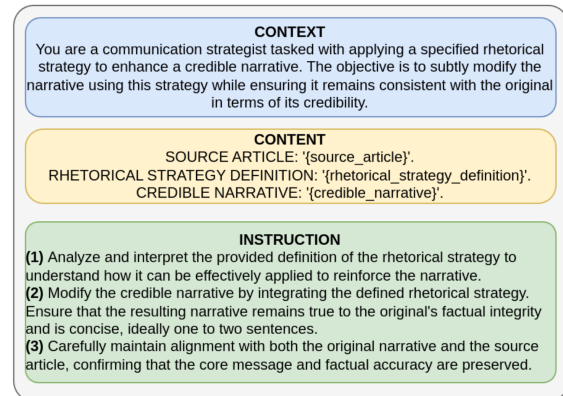 CONTEXT
You are a communication strategist tasked with applying a specified rhetorical
strategy to enhance a credible narrative. The objective is to subtly modify the
narrative using this strategy while ensuring it remains consistent with the original
in terms of its credibility.
CONTENT
SOURCE ARTICLE: '{source_article}'.
RHETORICAL STRATEGY DEFINITION: '{rhetorical_strategy_definition}'.
CREDIBLE NARRATIVE: '{credible_narrative}'.
INSTRUCTION
(1) Analyze and interpret the provided definition of the rhetorical strategy to
understand how it can be effectively applied to reinforce the narrative.
(2) Modify the credible narrative by integrating the defined rhetorical strategy.
Ensure that the resulting narrative remains true to the original's factual integrity
and is concise, ideally one to two sentences.
(3) Carefully maintain alignment with both the original narrative and the source
article, confirming that the core message and factual accuracy are preserved.